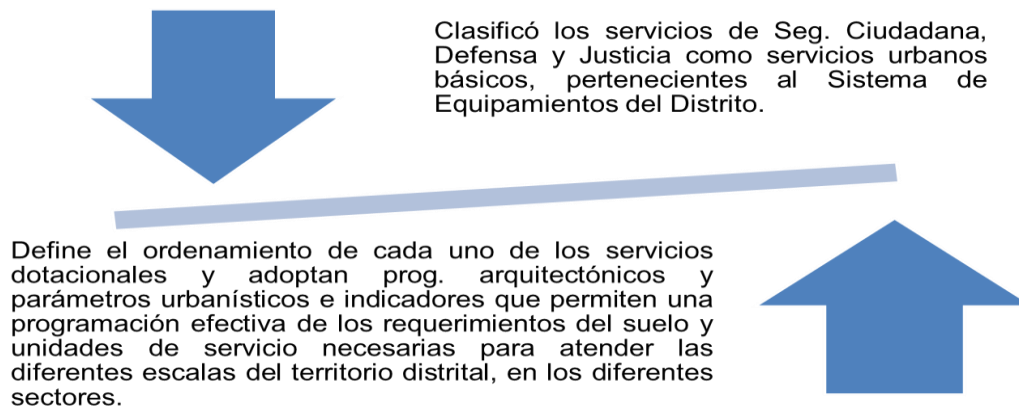 Clasificó los servicios de Seg. Ciudadana,
Defensa y Justicia como servicios urbanos
básicos, pertenecientes al Sistema de
Equipamientos del Distrito.
Define el ordenamiento de cada uno de los servicios
dotacionales y adoptan prog. arquitectónicos y
parámetros urbanísticos e indicadores que permiten una
programación efectiva de los requerimientos del suelo y
unidades de servicio necesarias para atender las
diferentes escalas del territorio distrital, en los diferentes
sectores.